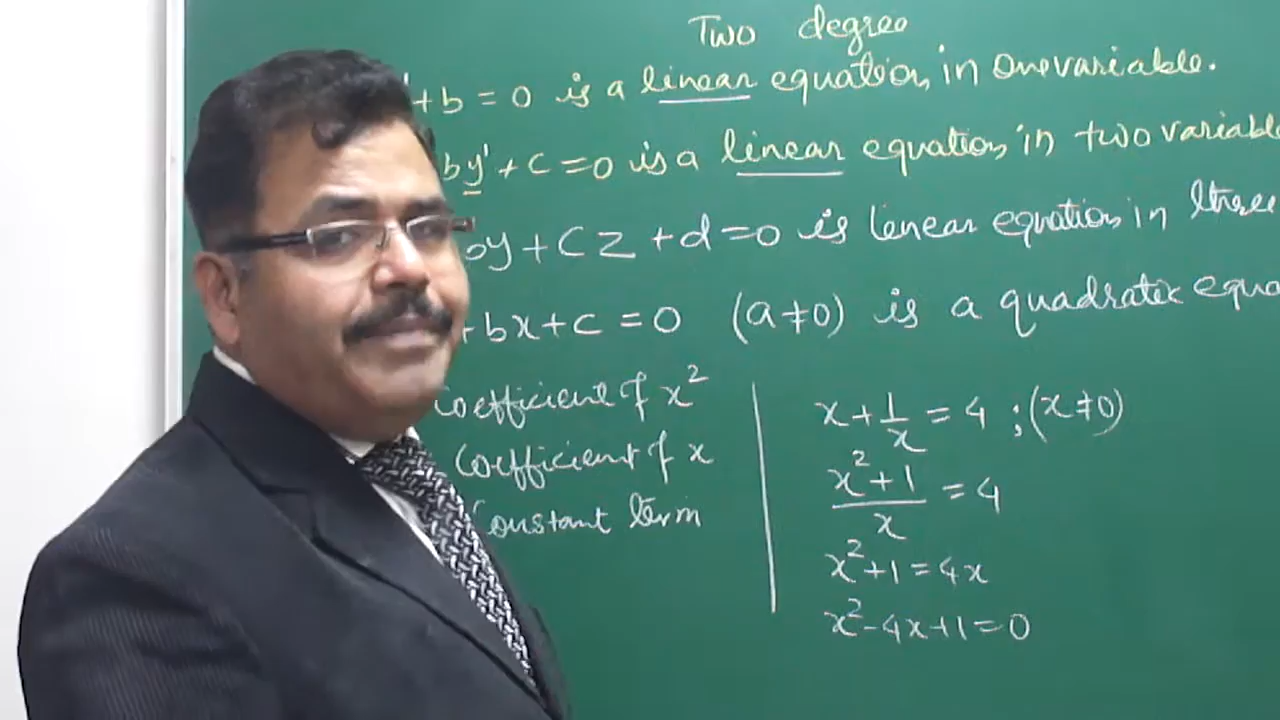 Two degree
+ b = 0 is a linear equation in one variable.
by' + c = 0 is a linear equation in two variable
y + cz + d = 0 is lenear equation in three
+ bx + c = 0 (a ≠ 0) is a quadratic equa
coefficient of x²
coefficient of x
constant term
x + 1/x = 4 ; (x ≠ 0)
x² + 1 / x = 4
x² + 1 = 4x
x² - 4x + 1 = 0